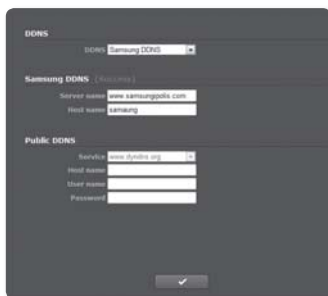 DDNS
DDNS Samsung DDNS
Samsung DDNS (Success)
Server name www.samsungipolis.com
Host name samsung
Public DDNS
Service www.dyndns.org
Host name
User name
Password